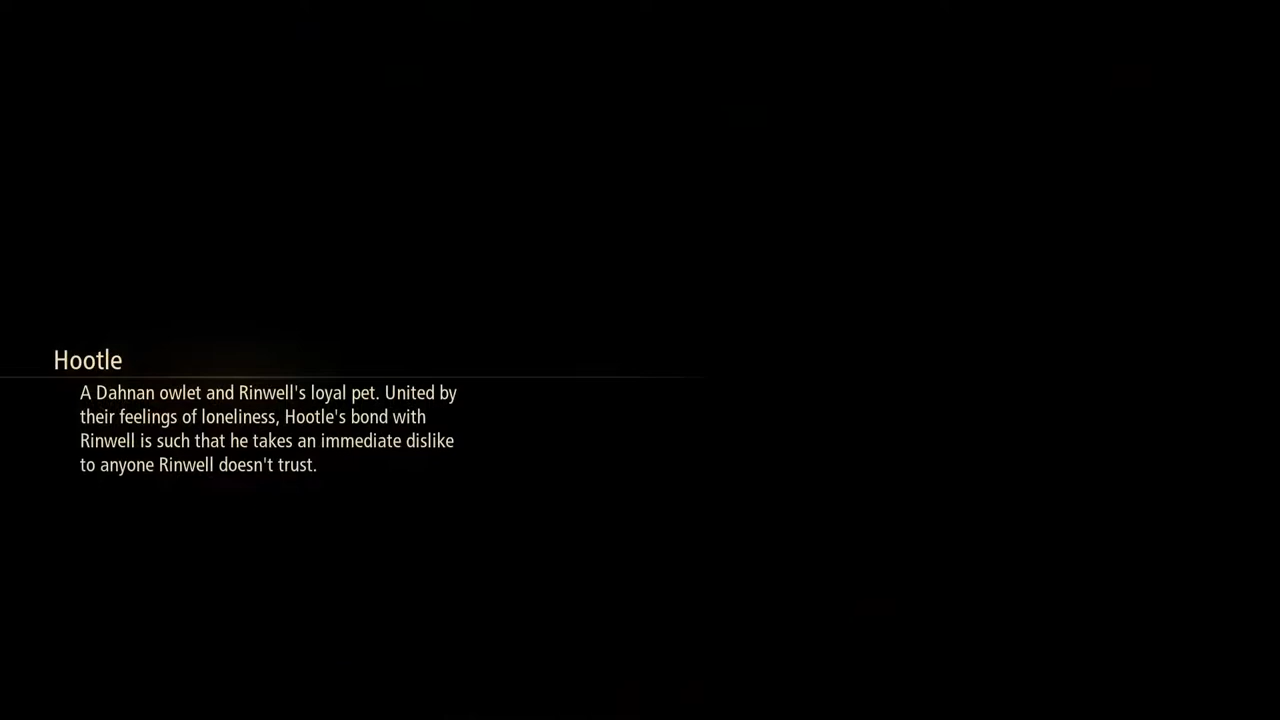 Hootle
A Dahnan owlet and Rinwell's loyal pet. United by
their feelings of loneliness, Hootle's bond with
Rinwell is such that he takes an immediate dislike
to anyone Rinwell doesn't trust.